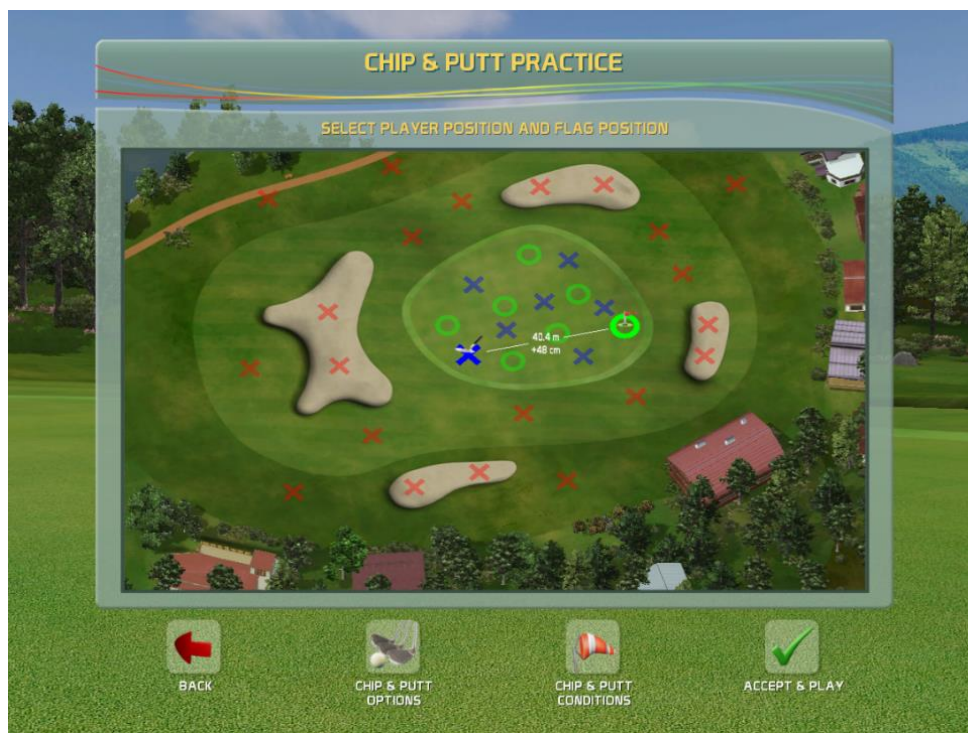 CHIP & PUTT PRACTICE
SELECT PLAYER POSITION AND FLAG POSITION
40.4 m
+48 cm
BACK
CHIP & PUTT
OPTIONS
CHIP & PUTT
CONDITIONS
ACCEPT & PLAY